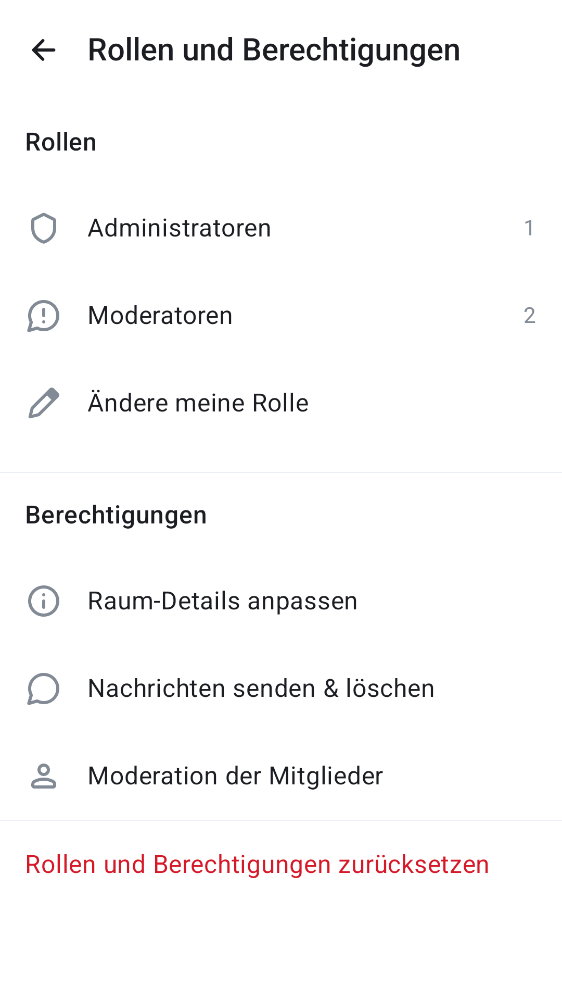 Rollen und Berechtigungen
Rollen
Administratoren 1
Moderatoren 2
Ändere meine Rolle
Berechtigungen
Raum-Details anpassen
Nachrichten senden & löschen
Moderation der Mitglieder
Rollen und Berechtigungen zurücksetzen